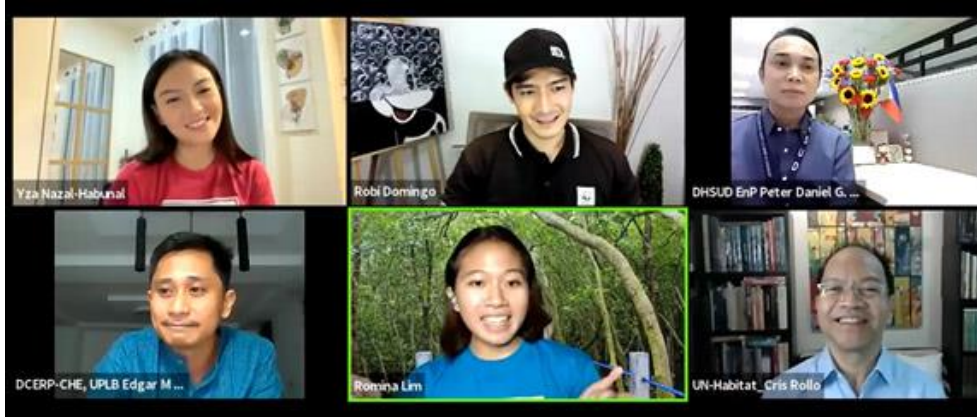 Yza Nazal-Habunal
Robi Domingo
DHSUD EnP Peter Daniel G. ...
DCERP-CHE, UPLB Edgar M ...
Romina Lim
UN-Habitat_Cris Rollo